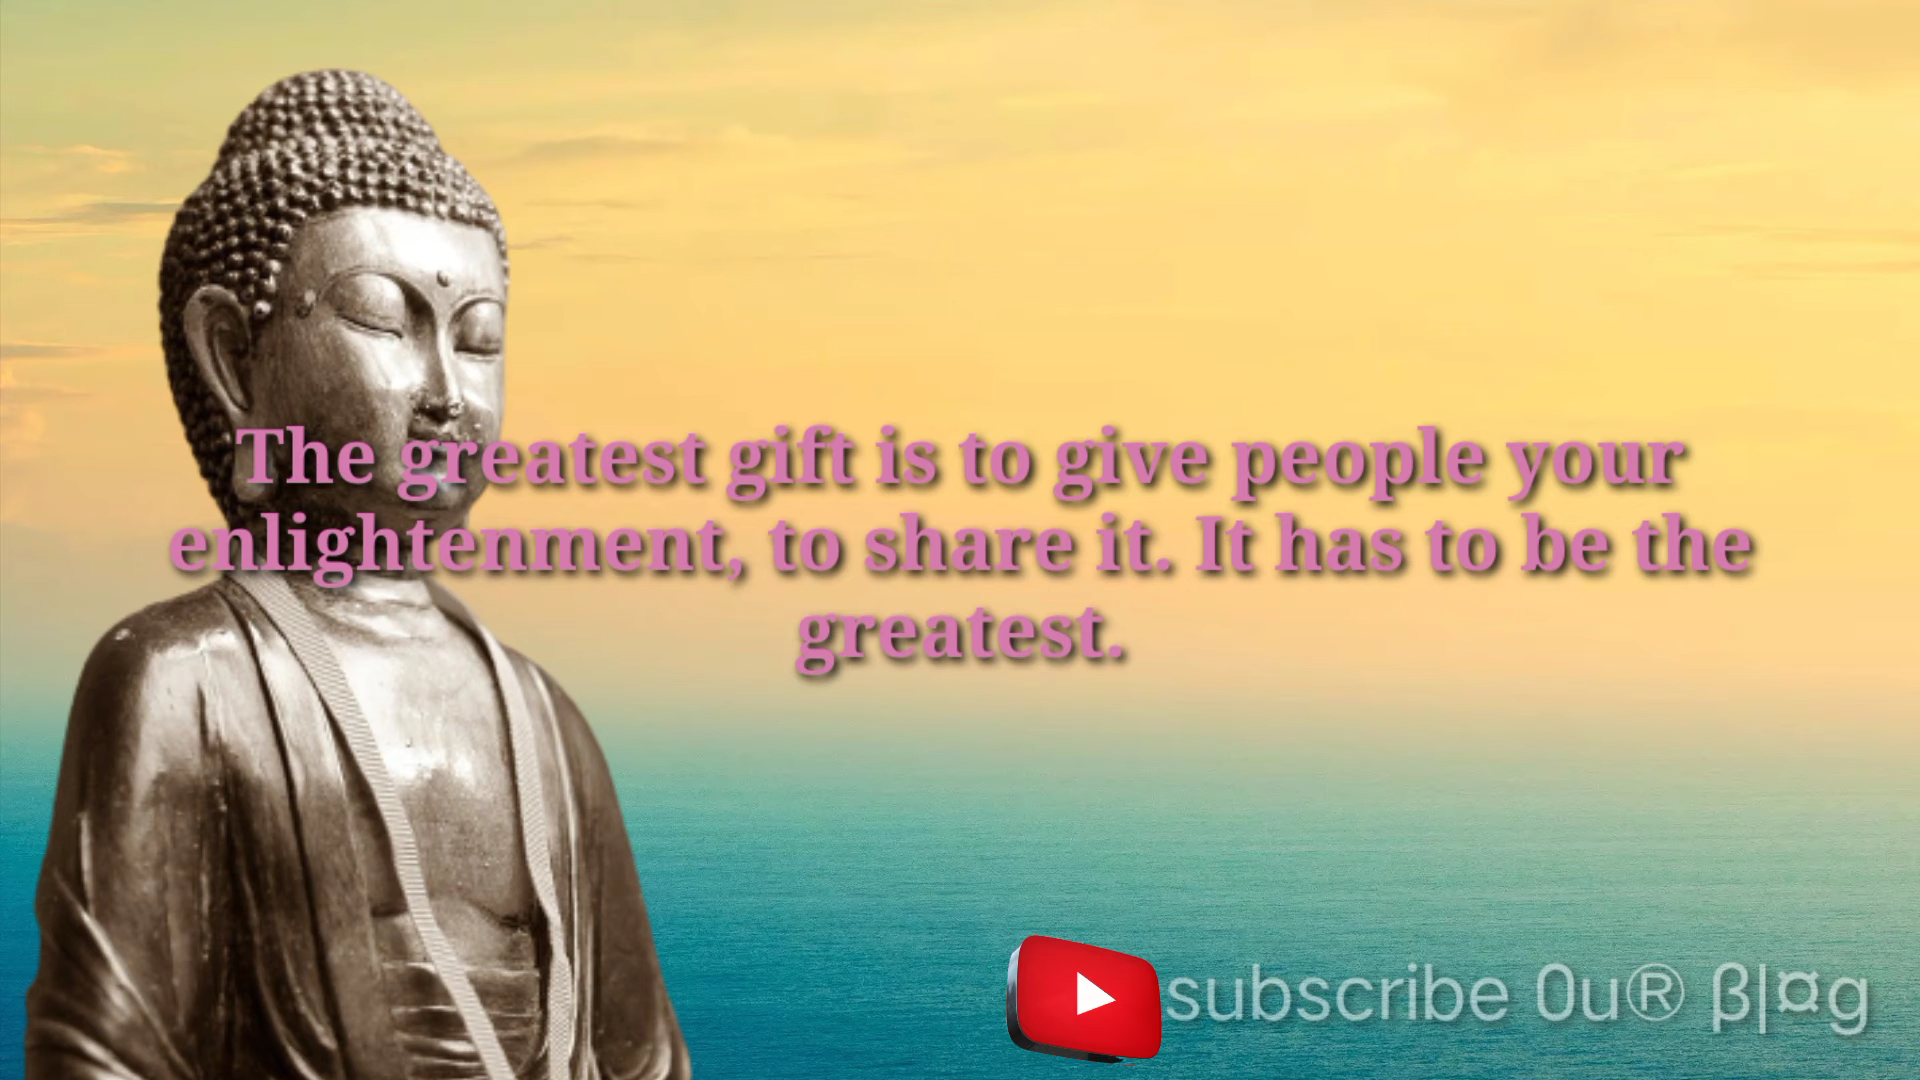 The greatest gift is to give people your
enlightenment, to share it. It has to be the
greatest.
subscribe 0u® β|¤g